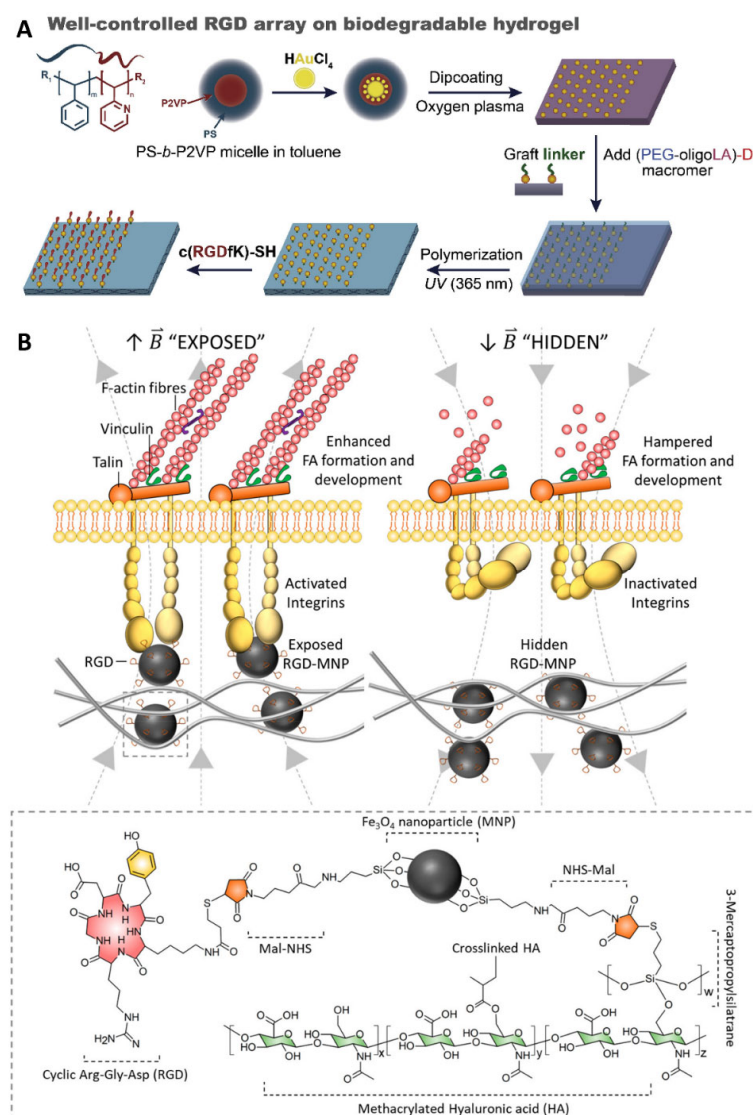 A Well-controlled RGD array on biodegradable hydrogel
R₁
m
N
n
R₂
P2VP
PS
PS-b-P2VP micelle in toluene
HAuCl₄
Dipcoating
Oxygen plasma
Graft linker
Add (PEG-oligoLA)-D
macromer
c(RGDfK)-SH
Polymerization
UV (365 nm)
B
↑ B⃗ “EXPOSED”
↓ B⃗ “HIDDEN”
F-actin fibres
Vinculin
Talin
Enhanced
FA formation and
development
Hampered
FA formation and
development
Activated
Integrins
Inactivated
Integrins
RGD
Exposed
RGD-MNP
Hidden
RGD-MNP
Fe₃O₄ nanoparticle (MNP)
Mal-NHS
NHS-Mal
3-Mercaptopropylsilatrane
Crosslinked HA
Cyclic Arg-Gly-Asp (RGD)
Methacrylated Hyaluronic acid (HA)